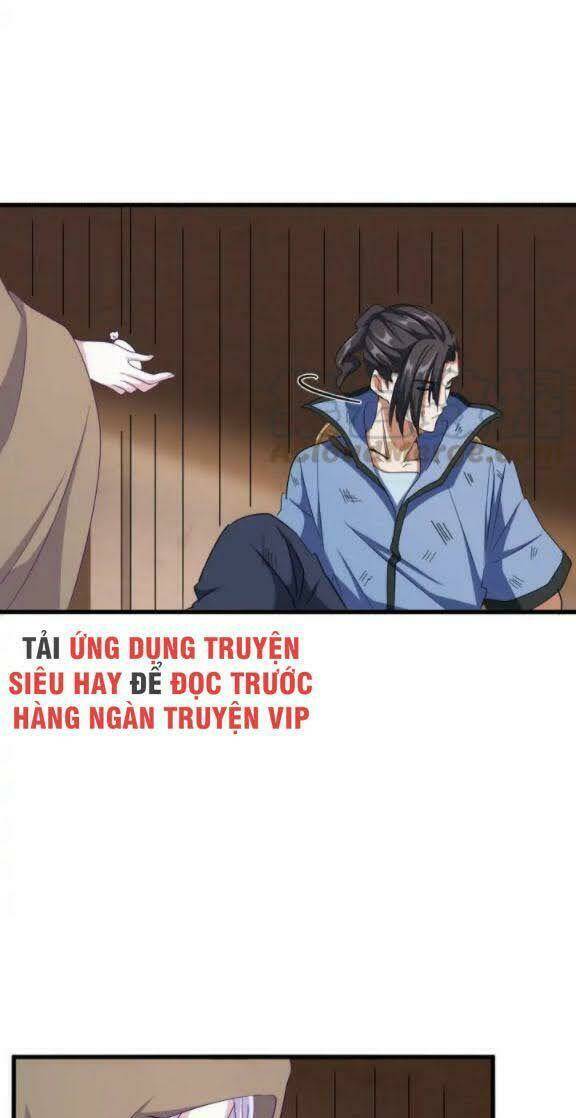 TẢI ỨNG DỤNG TRUYỆN
SIÊU HAY ĐỂ ĐỌC TRƯỚC
HÀNG NGÀN TRUYỆN VIP